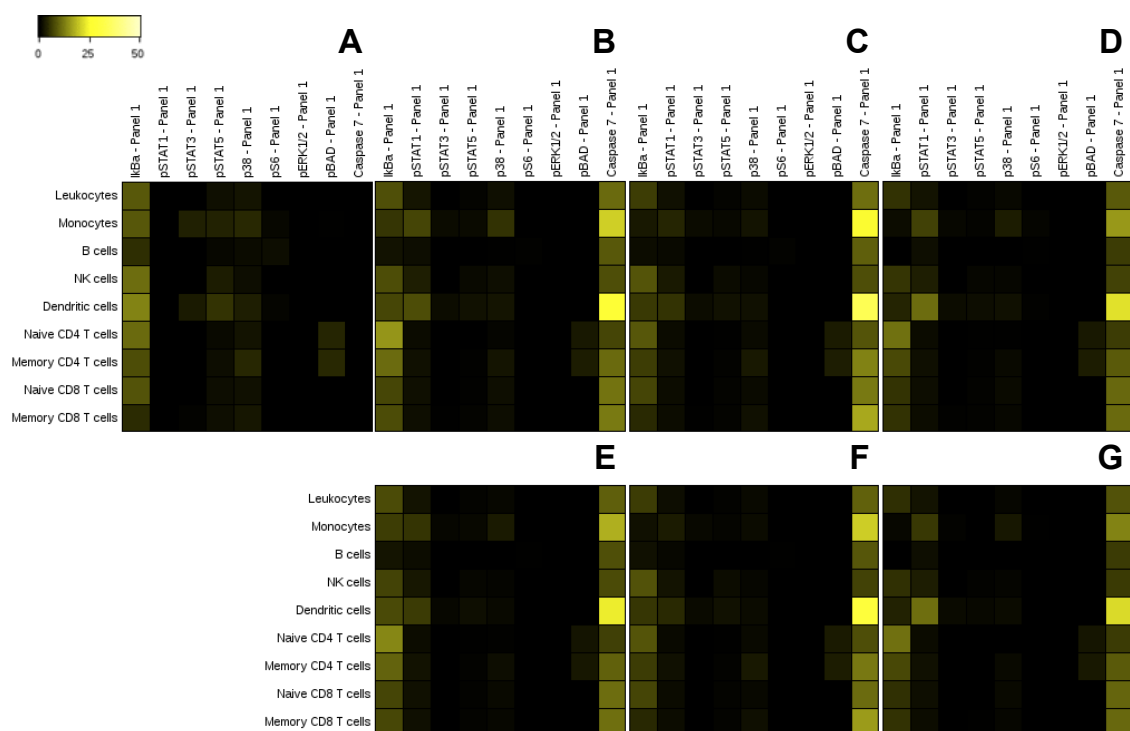 0 25 50
A B C D
IkBa - Panel 1
pSTAT1 - Panel 1
pSTAT3 - Panel 1
pSTAT5 - Panel 1
p38 - Panel 1
pS6 - Panel 1
pERK1/2 - Panel 1
pBAD - Panel 1
Caspase 7 - Panel 1
IkBa - Panel 1
pSTAT1 - Panel 1
pSTAT3 - Panel 1
pSTAT5 - Panel 1
p38 - Panel 1
pS6 - Panel 1
pERK1/2 - Panel 1
pBAD - Panel 1
Caspase 7 - Panel 1
IkBa - Panel 1
pSTAT1 - Panel 1
pSTAT3 - Panel 1
pSTAT5 - Panel 1
p38 - Panel 1
pS6 - Panel 1
pERK1/2 - Panel 1
pBAD - Panel 1
Caspase 7 - Panel 1
IkBa - Panel 1
pSTAT1 - Panel 1
pSTAT3 - Panel 1
pSTAT5 - Panel 1
p38 - Panel 1
pS6 - Panel 1
pERK1/2 - Panel 1
pBAD - Panel 1
Caspase 7 - Panel 1
Leukocytes
Monocytes
B cells
NK cells
Dendritic cells
Naive CD4 T cells
Memory CD4 T cells
Naive CD8 T cells
Memory CD8 T cells
E F G
Leukocytes
Monocytes
B cells
NK cells
Dendritic cells
Naive CD4 T cells
Memory CD4 T cells
Naive CD8 T cells
Memory CD8 T cells